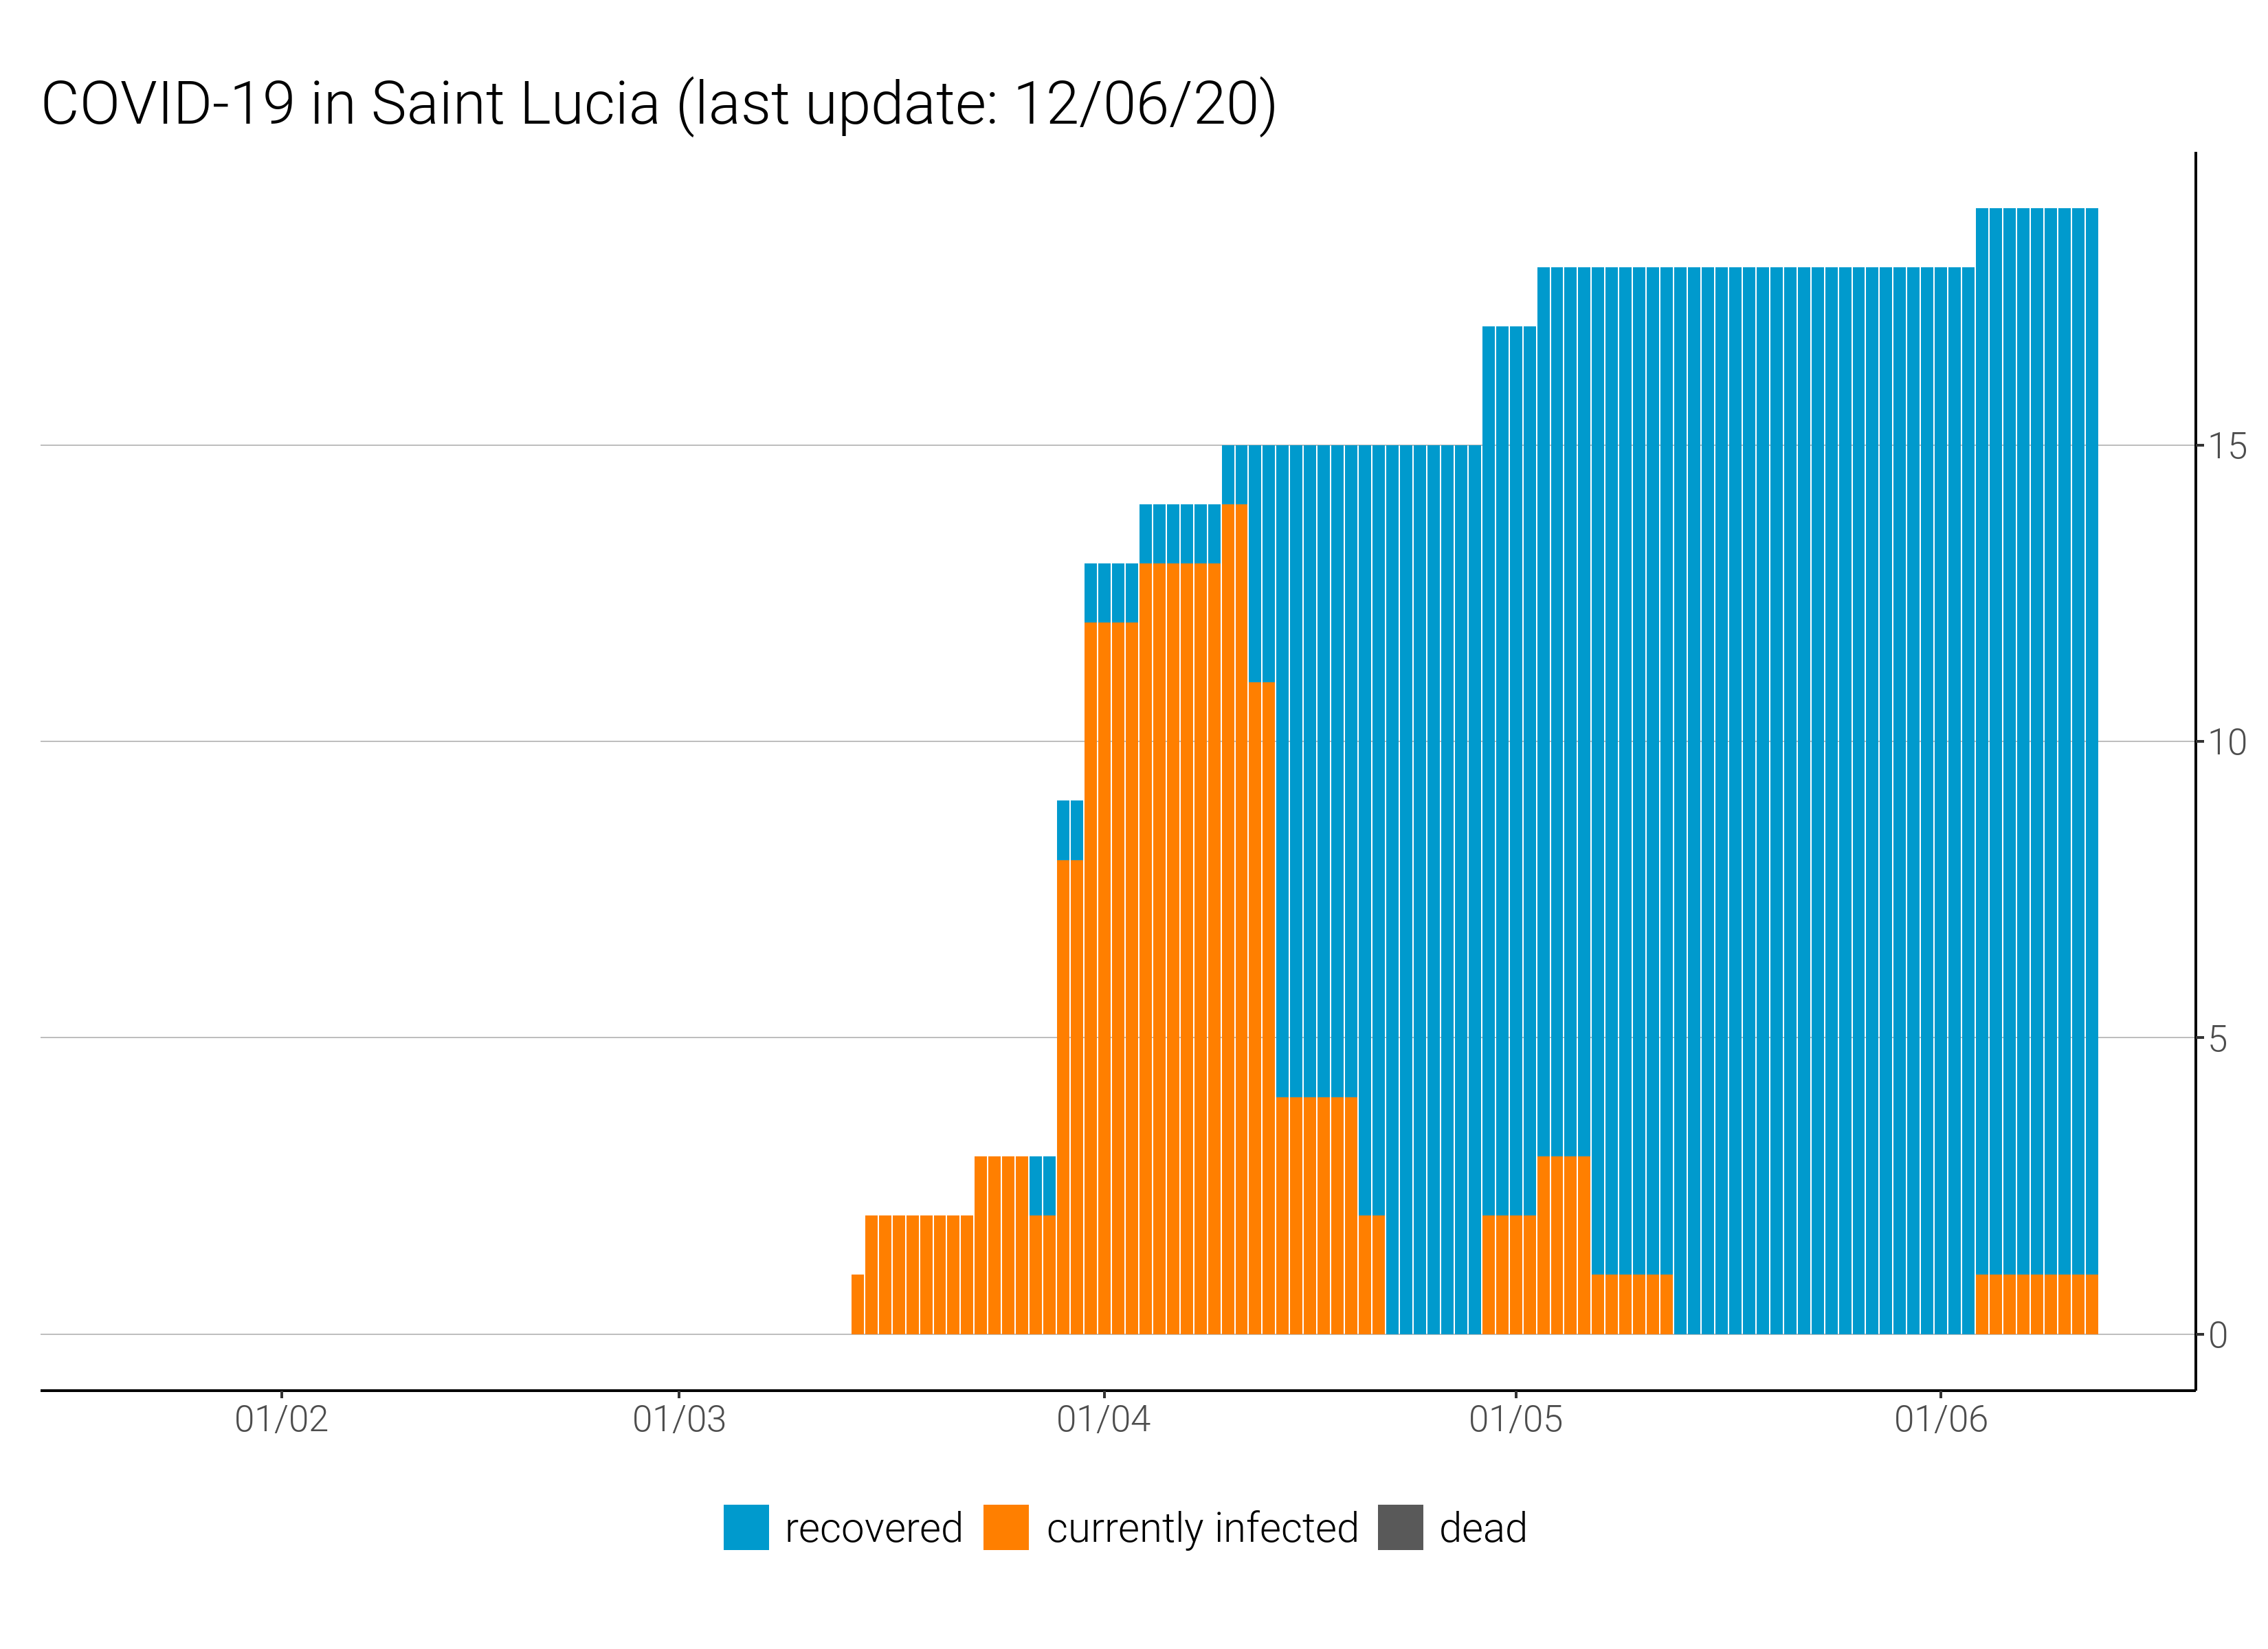 COVID-19 in Saint Lucia (last update: 12/06/20)
15
10
5
0
01/02 01/03 01/04 01/05 01/06
recovered currently infected dead